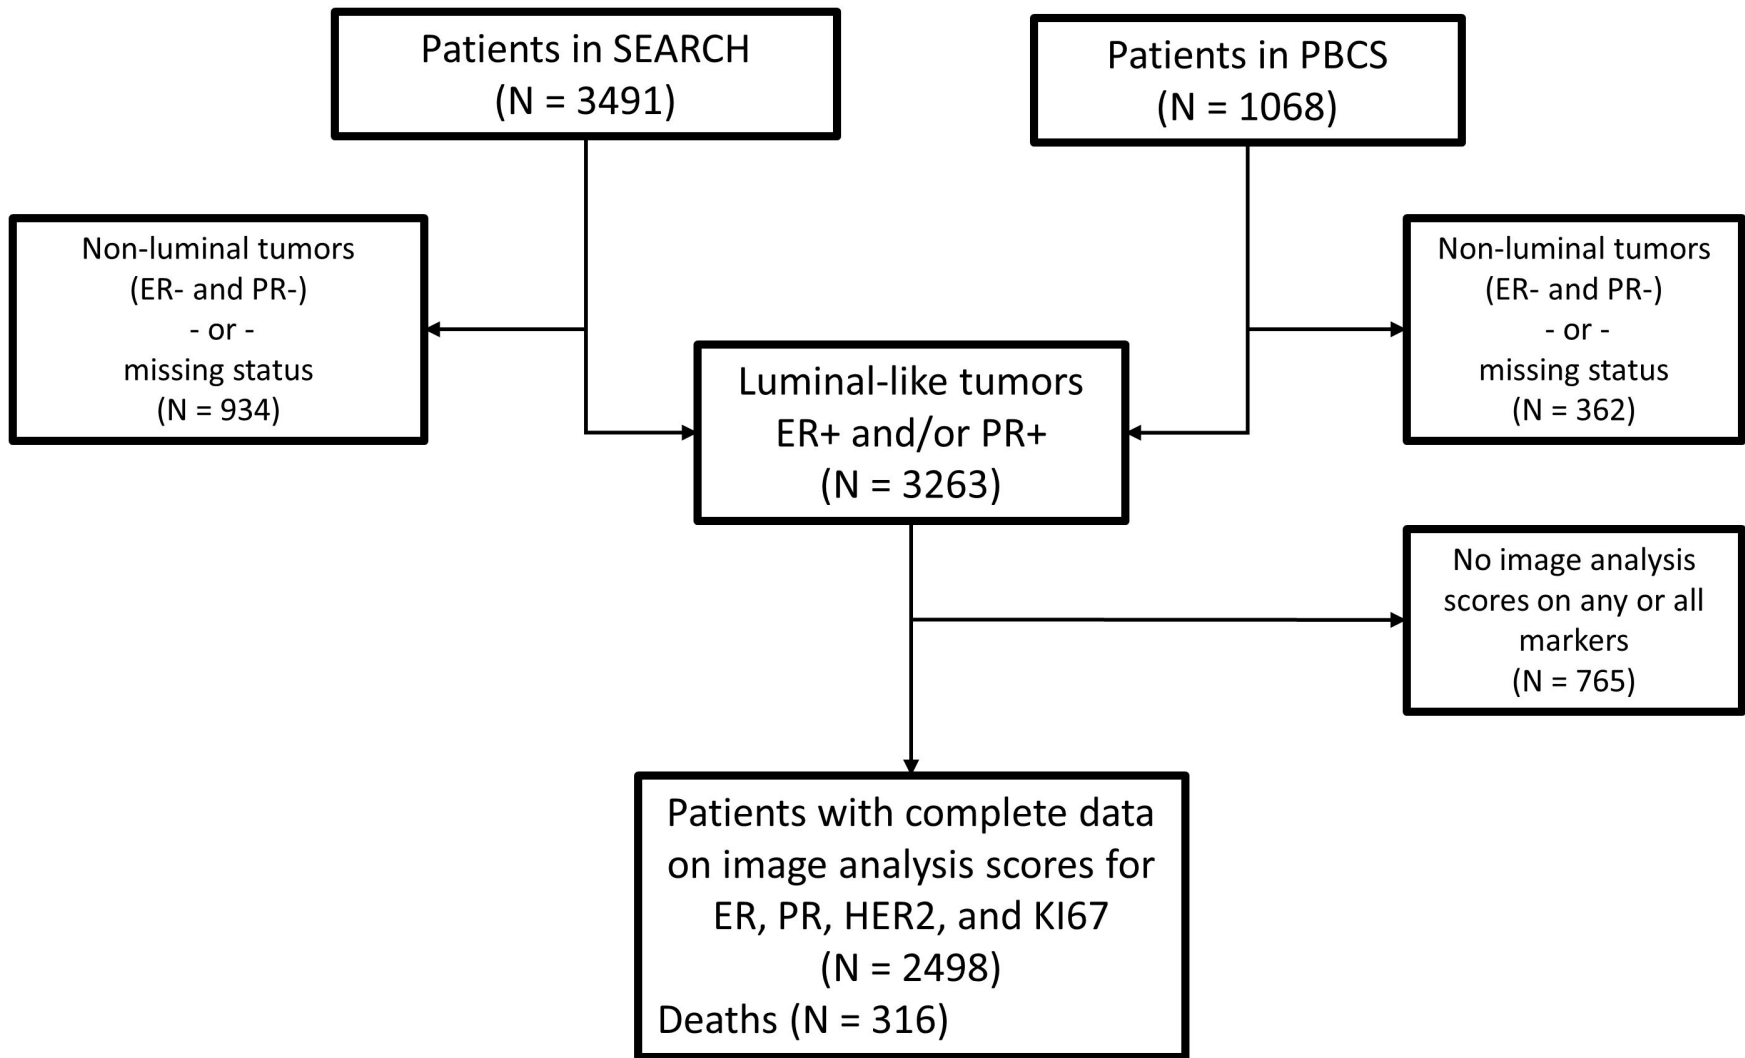 Patients in SEARCH
(N = 3491)
Patients in PBCS
(N = 1068)
Non-luminal tumors
(ER- and PR-)
- or -
missing status
(N = 934)
Non-luminal tumors
(ER- and PR-)
- or -
missing status
(N = 362)
Luminal-like tumors
ER+ and/or PR+
(N = 3263)
No image analysis
scores on any or all
markers
(N = 765)
Patients with complete data
on image analysis scores for
ER, PR, HER2, and KI67
(N = 2498)
Deaths (N = 316)